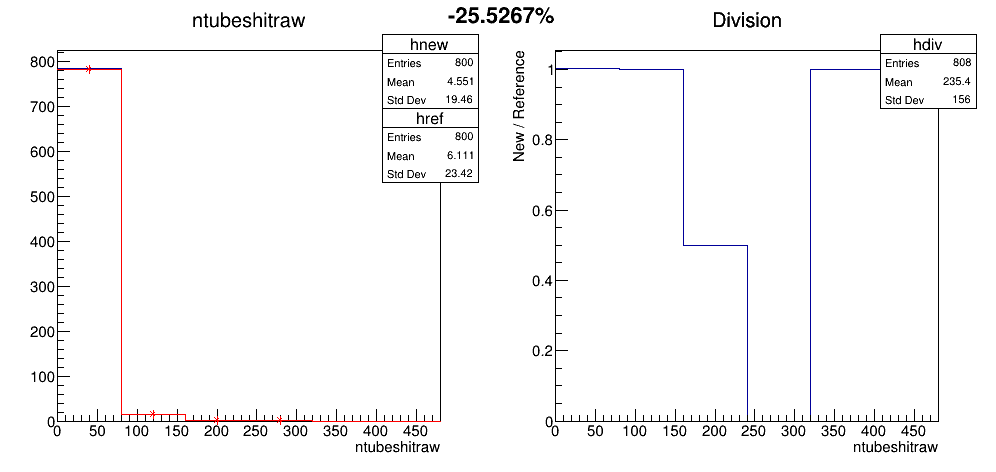 -25.5267%
ntubeshitraw
hnew
Entries 800
Mean 4.551
Std Dev 19.46
href
Entries 800
Mean 6.111
Std Dev 23.42
800
700
600
500
400
300
200
100
0
0 50 100 150 200 250 300 350 400 450
ntubeshitraw
Division
hdiv
Entries 808
Mean 235.4
Std Dev 156
New / Reference
1
0.8
0.6
0.4
0.2
0
0 50 100 150 200 250 300 350 400 450
ntubeshitraw